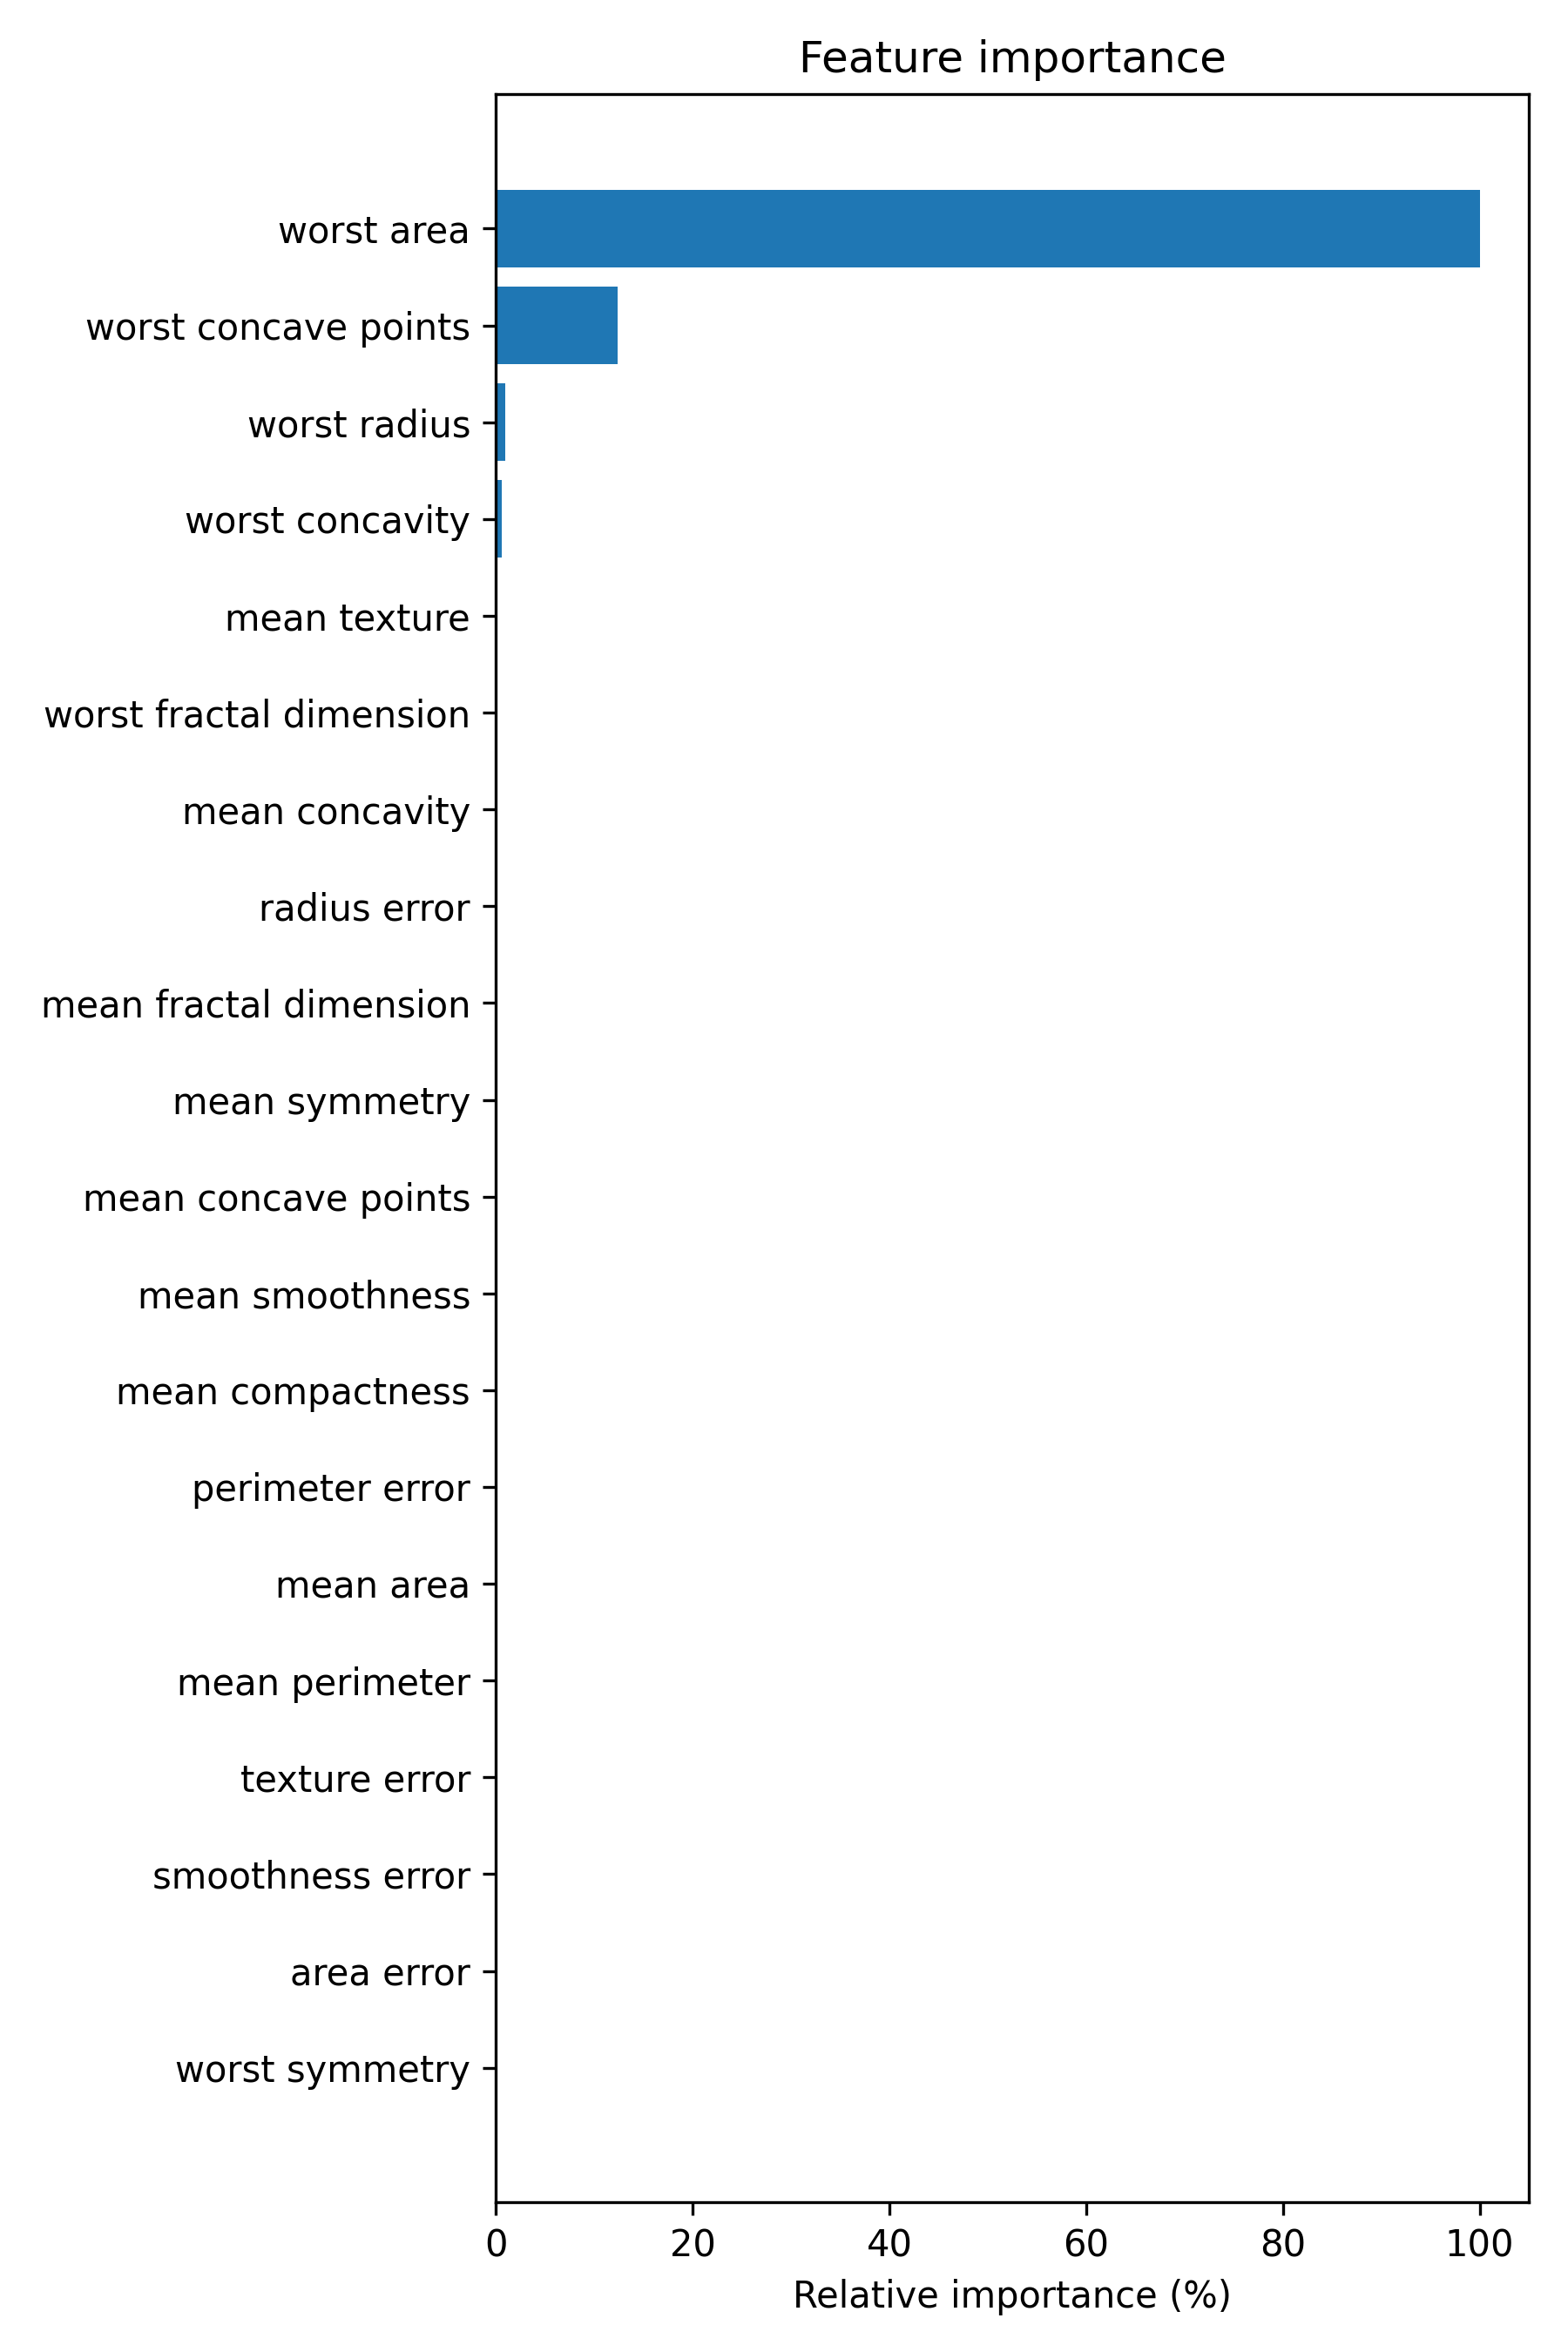 Feature importance
worst area
worst concave points
worst radius
worst concavity
mean texture
worst fractal dimension
mean concavity
radius error
mean fractal dimension
mean symmetry
mean concave points
mean smoothness
mean compactness
perimeter error
mean area
mean perimeter
texture error
smoothness error
area error
worst symmetry
0 20 40 60 80 100
Relative importance (%)